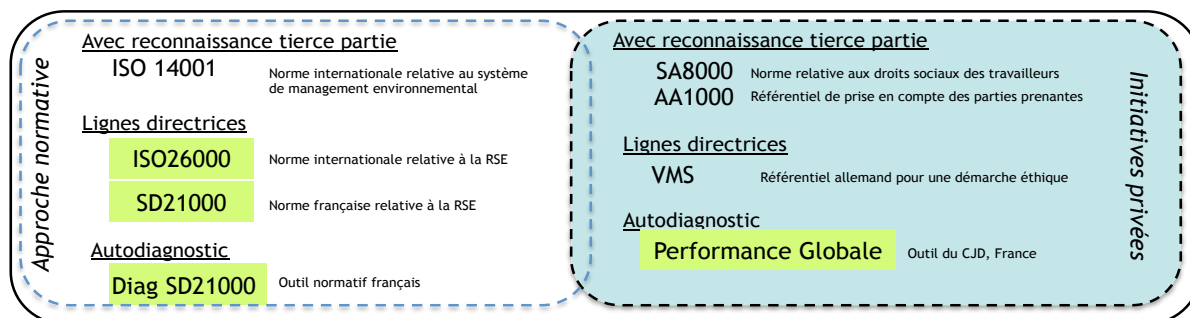 Approche normative
Avec reconnaissance tierce partie
ISO 14001 Norme internationale relative au système
de management environnemental
Lignes directrices
ISO26000 Norme internationale relative à la RSE
SD21000 Norme française relative à la RSE
Autodiagnostic
Diag SD21000 Outil normatif français
Avec reconnaissance tierce partie
SA8000 Norme relative aux droits sociaux des travailleurs
AA1000 Référentiel de prise en compte des parties prenantes
Lignes directrices
VMS Référentiel allemand pour une démarche éthique
Autodiagnostic
Performance Globale Outil du CJD, France
Initiatives privées